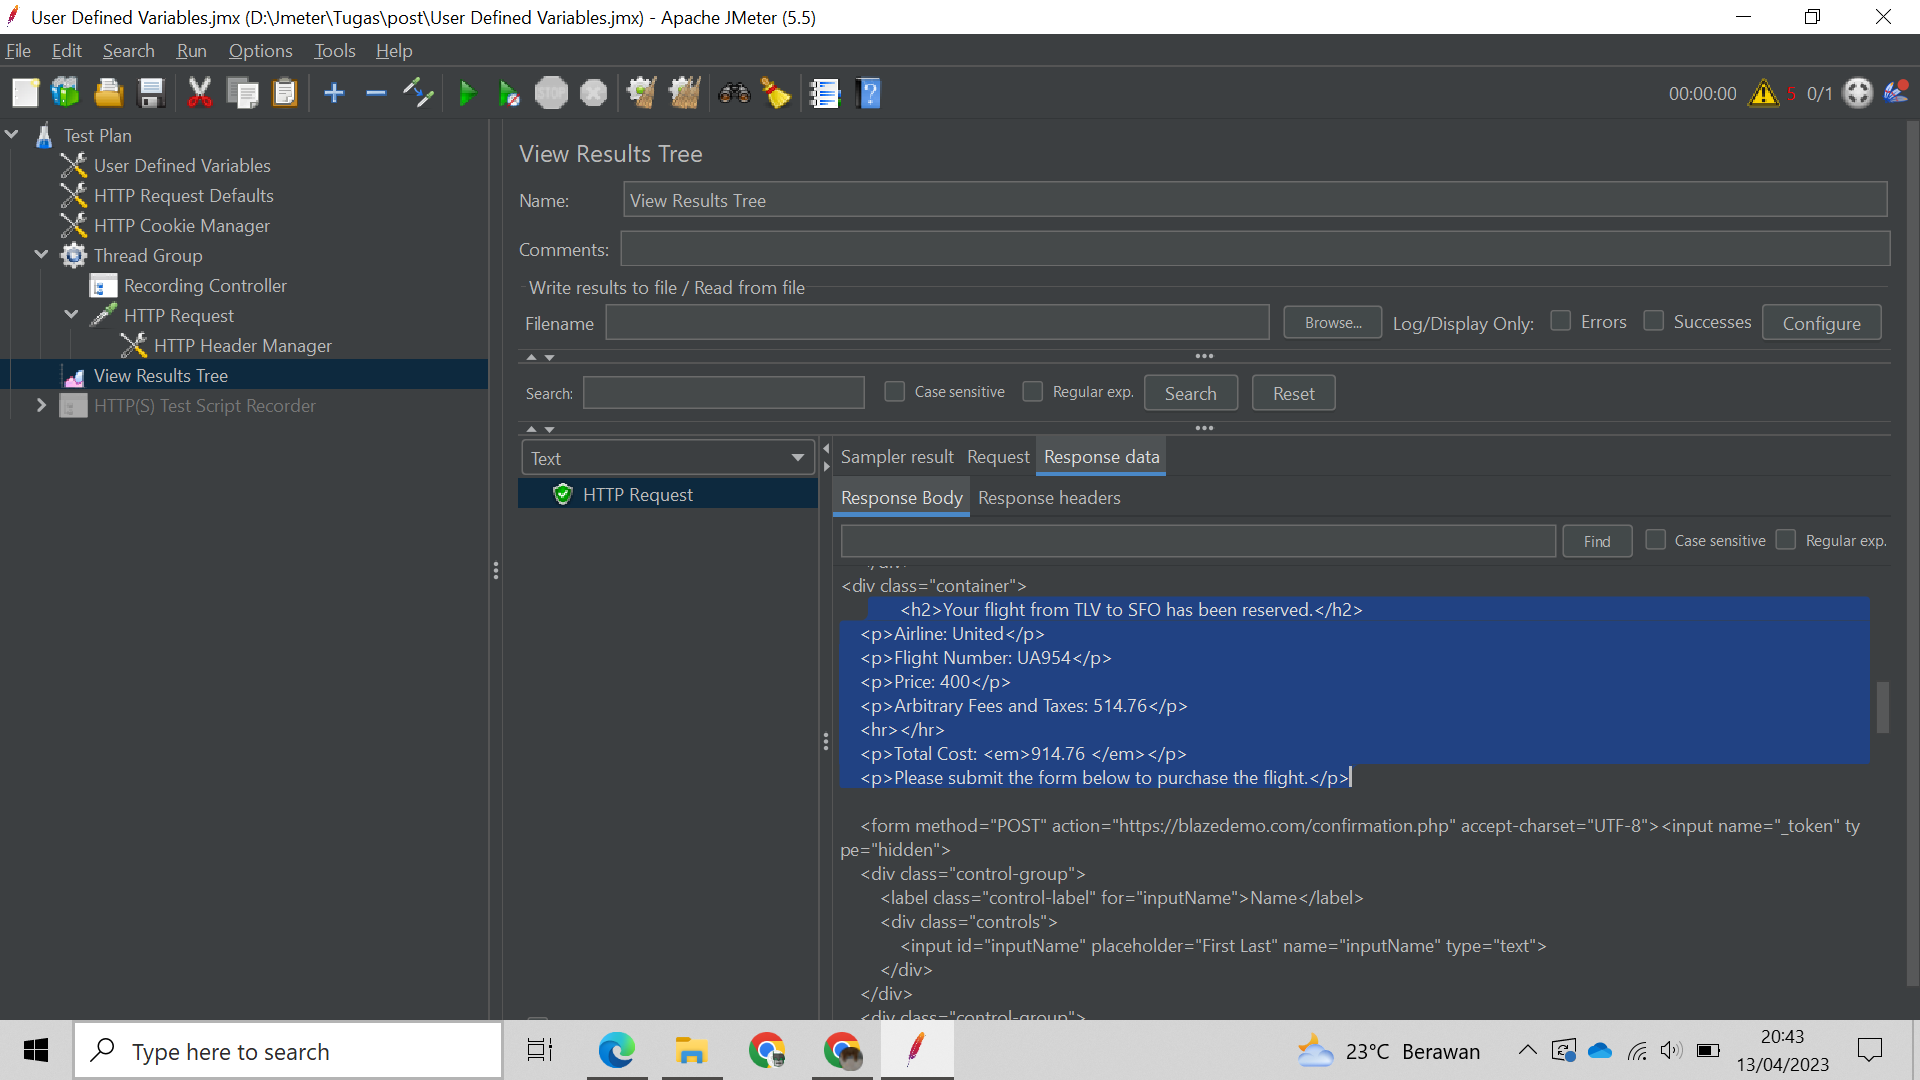 User Defined Variables.jmx (D:\Jmeter\Tugas\post\User Defined Variables.jmx) - Apache JMeter (5.5)
File Edit Search Run Options Tools Help
STOP
00:00:00 5 0/1
Test Plan
User Defined Variables
HTTP Request Defaults
HTTP Cookie Manager
Thread Group
Recording Controller
HTTP Request
HTTP Header Manager
View Results Tree
HTTP(S) Test Script Recorder
View Results Tree
Name: View Results Tree
Comments:
Write results to file / Read from file
Filename Browse... Log/Display Only: Errors Successes Configure
Search: Case sensitive Regular exp. Search Reset
Text
HTTP Request
Sampler result Request Response data
Response Body Response headers
Find Case sensitive Regular exp.
</div>
<div class="container">
<h2>Your flight from TLV to SFO has been reserved.</h2>
<p>Airline: United</p>
<p>Flight Number: UA954</p>
<p>Price: 400</p>
<p>Arbitrary Fees and Taxes: 514.76</p>
<hr></hr>
<p>Total Cost: <em>914.76 </em></p>
<p>Please submit the form below to purchase the flight.</p>
<form method="POST" action="https://blazedemo.com/confirmation.php" accept-charset="UTF-8"><input name="_token" ty
pe="hidden">
<div class="control-group">
<label class="control-label" for="inputName">Name</label>
<div class="controls">
<input id="inputName" placeholder="First Last" name="inputName" type="text">
</div>
</div>
<div class="control-group">
Type here to search
23°C Berawan
20:43
13/04/2023